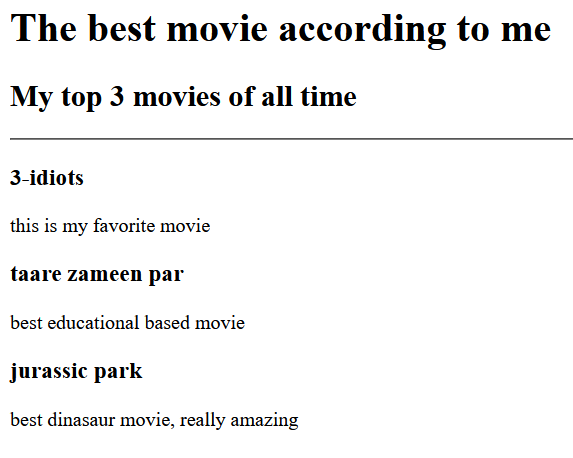 The best movie according to me
My top 3 movies of all time
3-idiots
this is my favorite movie
taare zameen par
best educational based movie
jurassic park
best dinasaur movie, really amazing